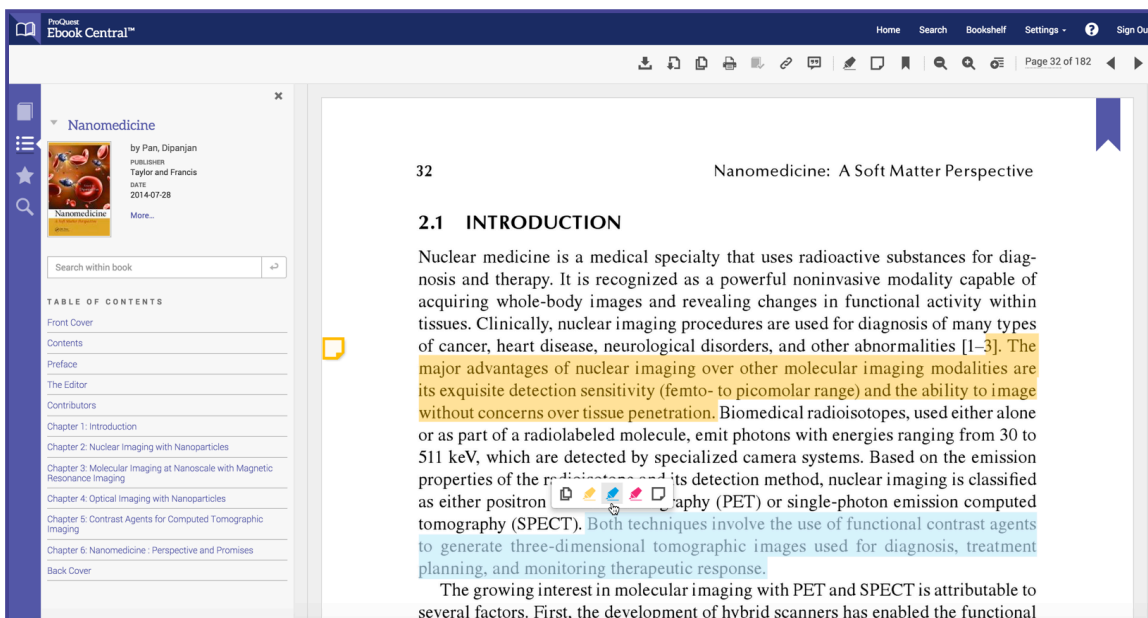 ProQuest
Ebook Central™
Home Search Bookshelf Settings Sign Ou
Page 32 of 182
Nanomedicine
by Pan, Dipanjan
PUBLISHER
Taylor and Francis
DATE
2014-07-28
More...
Nanomedicine
Search within book
TABLE OF CONTENTS
Front Cover
Contents
Preface
The Editor
Contributors
Chapter 1: Introduction
Chapter 2: Nuclear Imaging with Nanoparticles
Chapter 3: Molecular Imaging at Nanoscale with Magnetic
Resonance Imaging
Chapter 4: Optical Imaging with Nanoparticles
Chapter 5: Contrast Agents for Computed Tomographic
Imaging
Chapter 6: Nanomedicine : Perspective and Promises
Back Cover
32 Nanomedicine: A Soft Matter Perspective
2.1 INTRODUCTION
Nuclear medicine is a medical specialty that uses radioactive substances for diag-
nosis and therapy. It is recognized as a powerful noninvasive modality capable of
acquiring whole-body images and revealing changes in functional activity within
tissues. Clinically, nuclear imaging procedures are used for diagnosis of many types
of cancer, heart disease, neurological disorders, and other abnormalities [1–3]. The
major advantages of nuclear imaging over other molecular imaging modalities are
its exquisite detection sensitivity (femto- to picomolar range) and the ability to image
without concerns over tissue penetration. Biomedical radioisotopes, used either alone
or as part of a radiolabeled molecule, emit photons with energies ranging from 30 to
511 keV, which are detected by specialized camera systems. Based on the emission
properties of the radioisotope and its detection method, nuclear imaging is classified
as either positron raphy (PET) or single-photon emission computed
tomography (SPECT). Both techniques involve the use of functional contrast agents
to generate three-dimensional tomographic images used for diagnosis, treatment
planning, and monitoring therapeutic response.
The growing interest in molecular imaging with PET and SPECT is attributable to
several factors. First, the development of hybrid scanners has enabled the functional